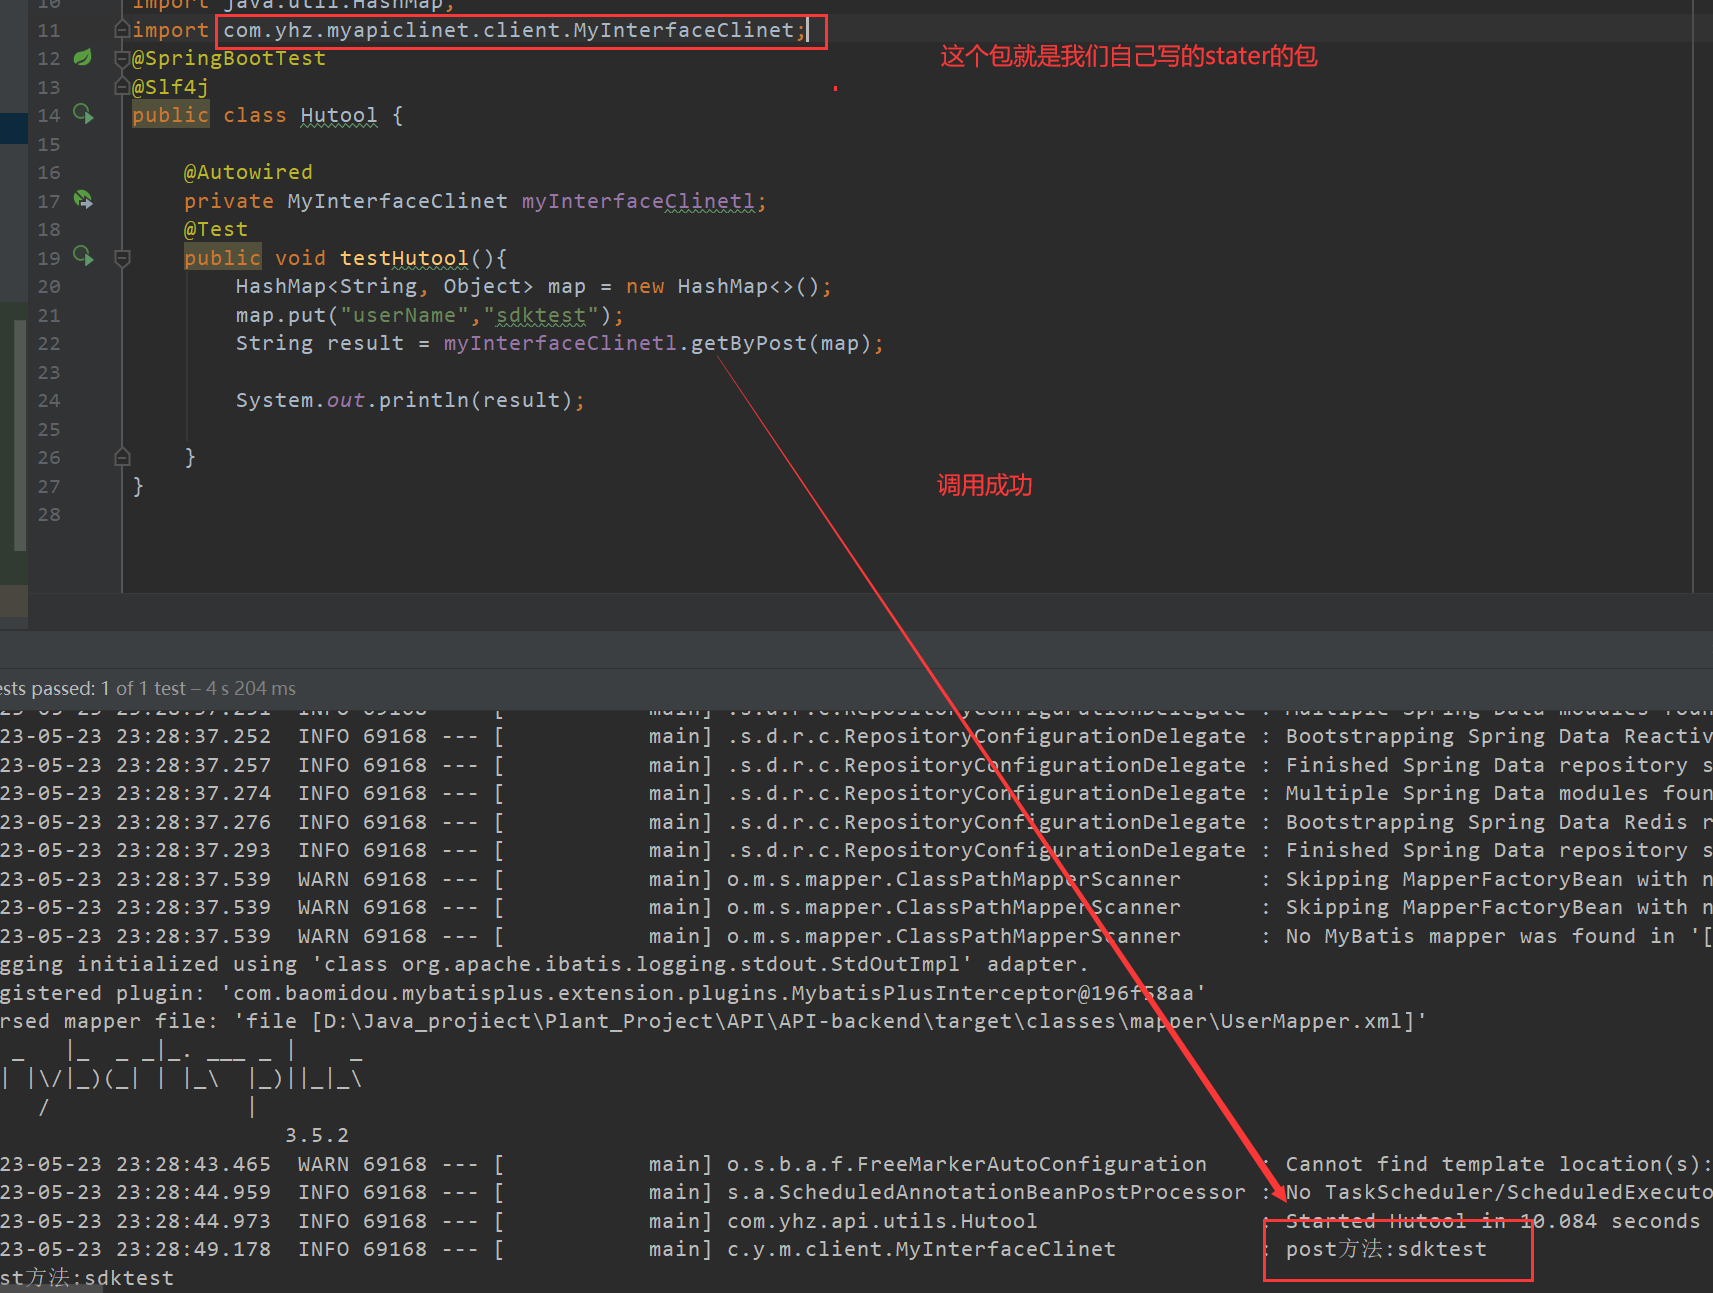 10 import java.util.HashMap;
11 import com.yhz.myapiclinet.client.MyInterfaceClinet;
这个包就是我们自己写的stater的包
12 @SpringBootTest
13 @Slf4j
14 public class Hutool {
15
16 @Autowired
17 private MyInterfaceClinet myInterfaceClinetl;
18 @Test
19 public void testHutool(){
20 HashMap<String, Object> map = new HashMap<>();
21 map.put("userName","sdktest");
22 String result = myInterfaceClinetl.getByPost(map);
23
24 System.out.println(result);
25
26 }
调用成功
27 }
28
ests passed: 1 of 1 test – 4 s 204 ms
23-05-23 23:28:37.251 INFO 69168 --- [ main] .s.d.r.c.RepositoryConfigurationDelegate : Multiple Spring Data modules foun
23-05-23 23:28:37.252 INFO 69168 --- [ main] .s.d.r.c.RepositoryConfigurationDelegate : Bootstrapping Spring Data Reactiv
23-05-23 23:28:37.257 INFO 69168 --- [ main] .s.d.r.c.RepositoryConfigurationDelegate : Finished Spring Data repository s
23-05-23 23:28:37.274 INFO 69168 --- [ main] .s.d.r.c.RepositoryConfigurationDelegate : Multiple Spring Data modules foun
23-05-23 23:28:37.276 INFO 69168 --- [ main] .s.d.r.c.RepositoryConfigurationDelegate : Bootstrapping Spring Data Redis r
23-05-23 23:28:37.293 INFO 69168 --- [ main] .s.d.r.c.RepositoryConfigurationDelegate : Finished Spring Data repository s
23-05-23 23:28:37.539 WARN 69168 --- [ main] o.m.s.mapper.ClassPathMapperScanner : Skipping MapperFactoryBean with n
23-05-23 23:28:37.539 WARN 69168 --- [ main] o.m.s.mapper.ClassPathMapperScanner : Skipping MapperFactoryBean with n
23-05-23 23:28:37.539 WARN 69168 --- [ main] o.m.s.mapper.ClassPathMapperScanner : No MyBatis mapper was found in '[
gging initialized using 'class org.apache.ibatis.logging.stdout.StdOutImpl' adapter.
gistered plugin: 'com.baomidou.mybatisplus.extension.plugins.MybatisPlusInterceptor@196f58aa'
rsed mapper file: 'file [D:\Java_projiect\Plant_Project\API\API-backend\target\classes\mapper\UserMapper.xml]'
_ |_ _ _|_. ___ _ | _
| |\/|_)(_| | |_\ |_)||_|_\
/ |
3.5.2
23-05-23 23:28:43.465 WARN 69168 --- [ main] o.s.b.a.f.FreeMarkerAutoConfiguration : Cannot find template location(s):
23-05-23 23:28:44.959 INFO 69168 --- [ main] s.a.ScheduledAnnotationBeanPostProcessor : No TaskScheduler/ScheduledExecuto
23-05-23 23:28:44.973 INFO 69168 --- [ main] com.yhz.api.utils.Hutool : Started Hutool in 10.084 seconds
23-05-23 23:28:49.178 INFO 69168 --- [ main] c.y.m.client.MyInterfaceClinet : post方法:sdktest
st方法:sdktest